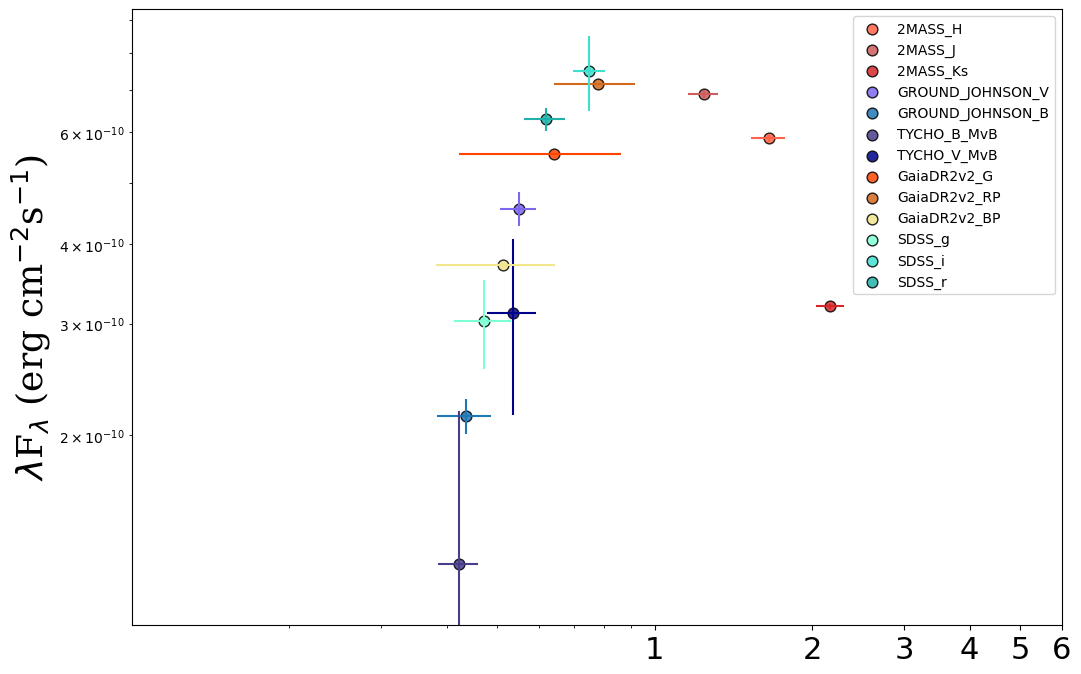 λF_λ (erg cm⁻²s⁻¹)
6 × 10⁻¹⁰
4 × 10⁻¹⁰
3 × 10⁻¹⁰
2 × 10⁻¹⁰
1 2 3 4 5 6
2MASS_H
2MASS_J
2MASS_Ks
GROUND_JOHNSON_V
GROUND_JOHNSON_B
TYCHO_B_MvB
TYCHO_V_MvB
GaiaDR2v2_G
GaiaDR2v2_RP
GaiaDR2v2_BP
SDSS_g
SDSS_i
SDSS_r